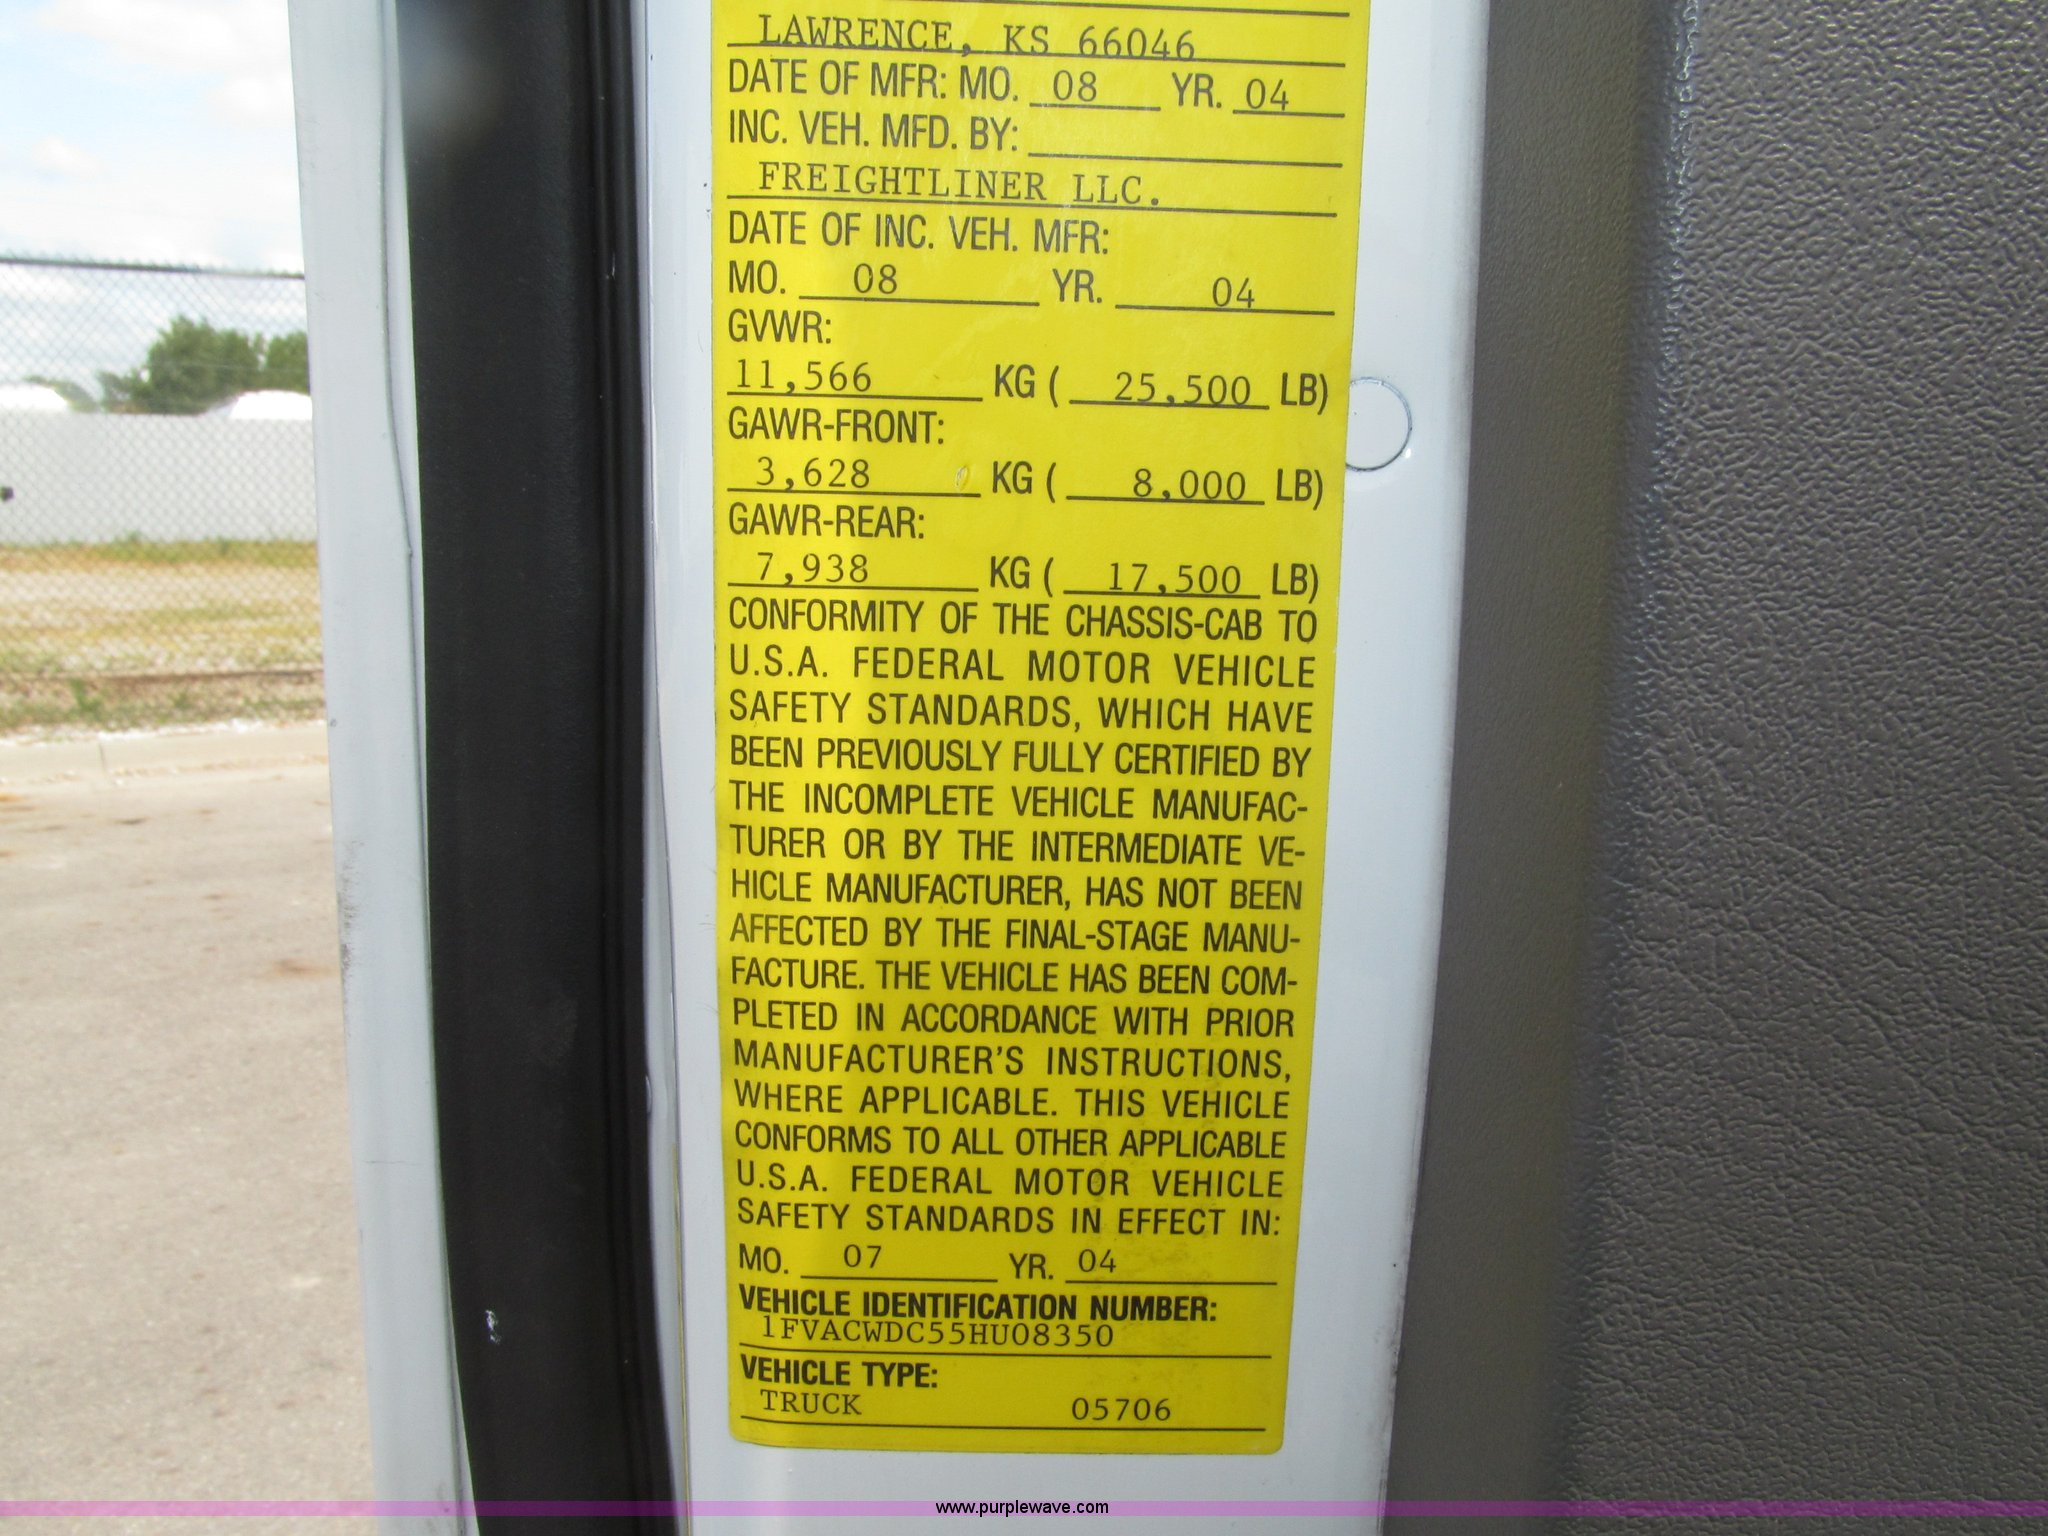 LAWRENCE, KS 66046
DATE OF MFR: MO. 08 YR. 04
INC. VEH. MFD. BY:
FREIGHTLINER LLC.
DATE OF INC. VEH. MFR:
MO. 08 YR. 04
GVWR:
11,566 KG ( 25,500 LB)
GAWR-FRONT:
3,628 KG ( 8,000 LB)
GAWR-REAR:
7,938 KG ( 17,500 LB)
CONFORMITY OF THE CHASSIS-CAB TO
U.S.A. FEDERAL MOTOR VEHICLE
SAFETY STANDARDS, WHICH HAVE
BEEN PREVIOUSLY FULLY CERTIFIED BY
THE INCOMPLETE VEHICLE MANUFAC-
TURER OR BY THE INTERMEDIATE VE-
HICLE MANUFACTURER, HAS NOT BEEN
AFFECTED BY THE FINAL-STAGE MANU-
FACTURE. THE VEHICLE HAS BEEN COM-
PLETED IN ACCORDANCE WITH PRIOR
MANUFACTURER'S INSTRUCTIONS,
WHERE APPLICABLE. THIS VEHICLE
CONFORMS TO ALL OTHER APPLICABLE
U.S.A. FEDERAL MOTOR VEHICLE
SAFETY STANDARDS IN EFFECT IN:
MO. 07 YR. 04
VEHICLE IDENTIFICATION NUMBER:
1FVACWDC55HU08350
VEHICLE TYPE:
TRUCK 05706
www.purplewave.com